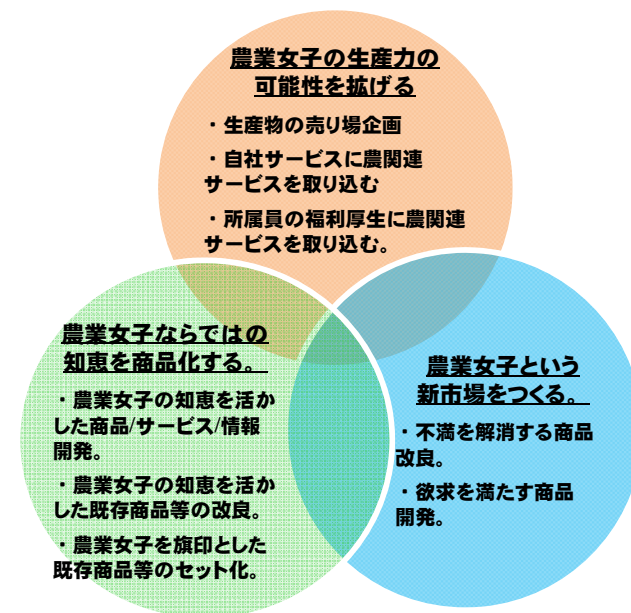 農業女子の生産力の
可能性を拡げる
・生産物の売り場企画
・自社サービスに農関連
サービスを取り込む
・所属員の福利厚生に農関連
サービスを取り込む。
農業女子ならではの
知恵を商品化する。
・農業女子の知恵を活か
した商品/サービス/情報
開発。
・農業女子の知恵を活か
した既存商品等の改良。
・農業女子を旗印とした
既存商品等のセット化。
農業女子という
新市場をつくる。
・不満を解消する商品
改良。
・欲求を満たす商品
開発。